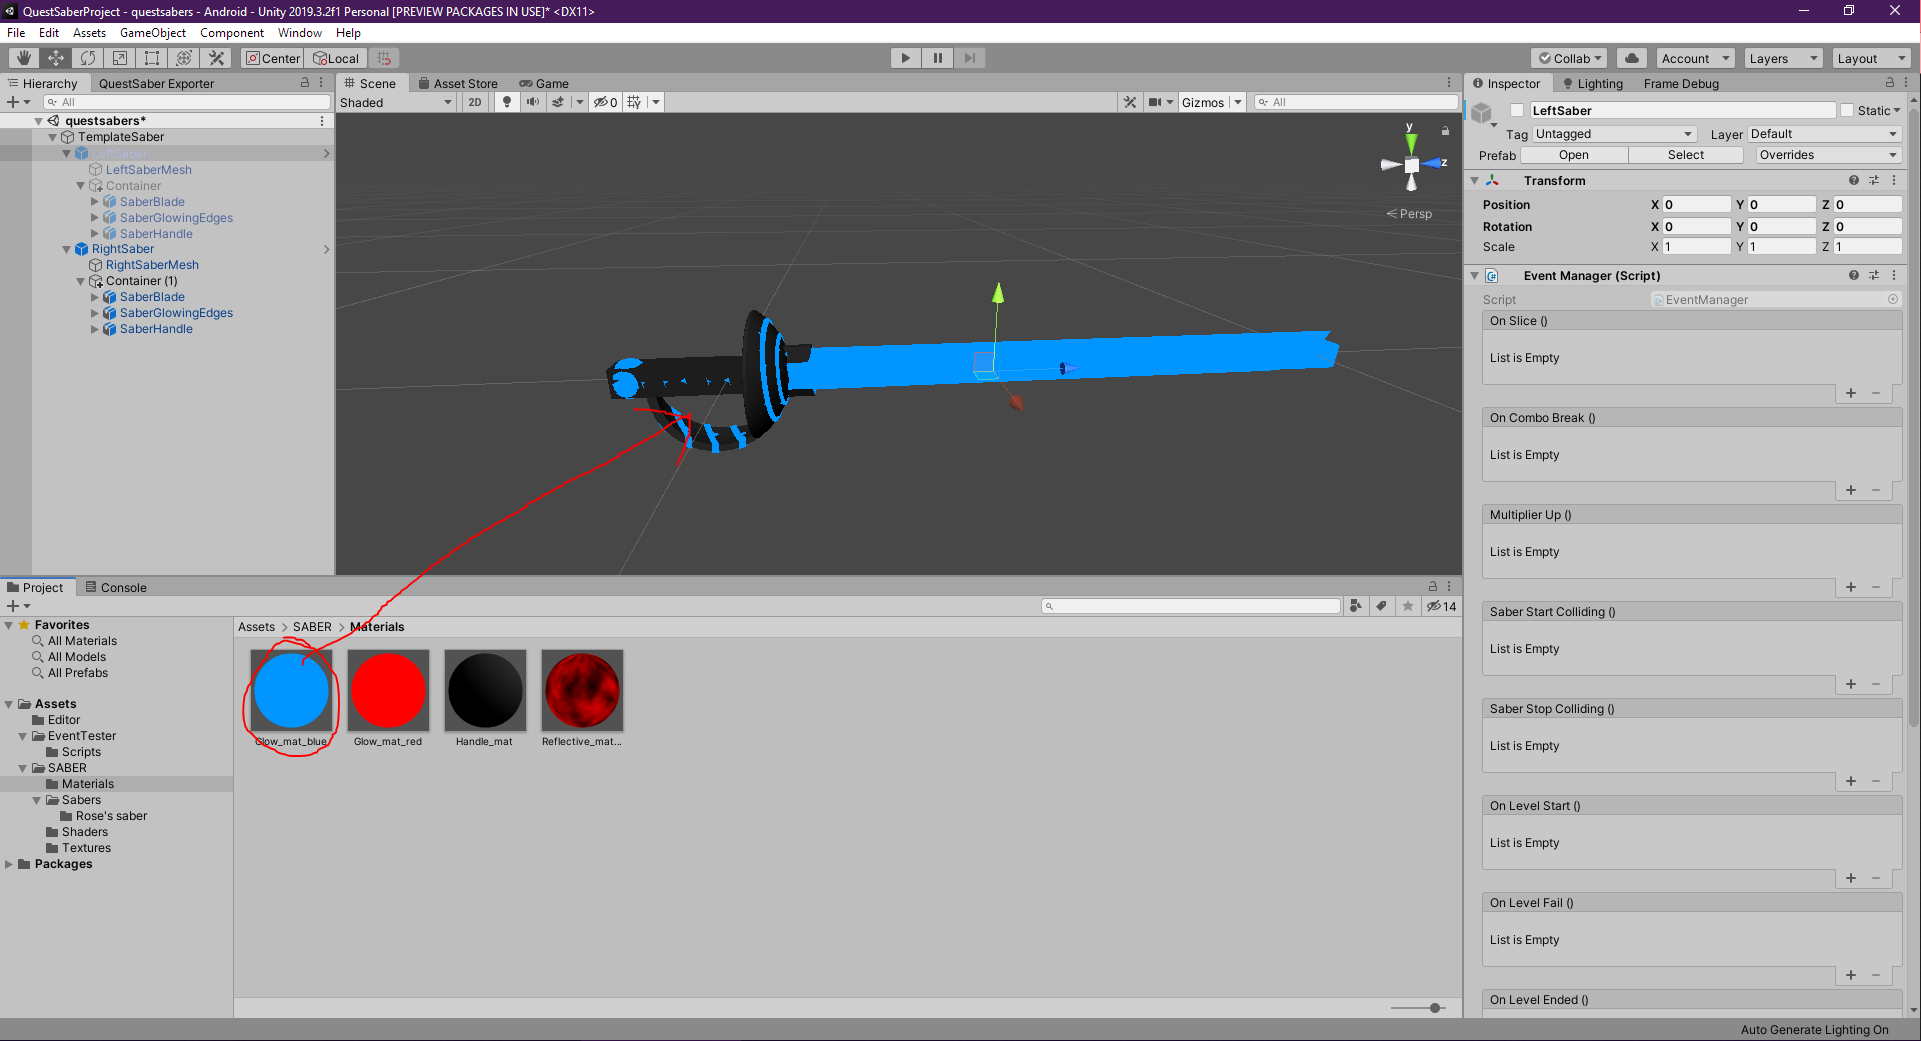 QuestSaberProject - questsabers - Android - Unity 2019.3.2f1 Personal [PREVIEW PACKAGES IN USE]* <DX11>
File Edit Assets GameObject Component Window Help
Center Local Collab Account Layers Layout
Hierarchy QuestSaber Exporter
All
questsabers*
TemplateSaber
LeftSaber
LeftSaberMesh
Container
SaberBlade
SaberGlowingEdges
SaberHandle
RightSaber
RightSaberMesh
Container (1)
SaberBlade
SaberGlowingEdges
SaberHandle
Scene Asset Store Game
Shaded 2D 0 Gizmos All
y
z
Persp
Inspector Lighting Frame Debug
LeftSaber Static
Tag Untagged Layer Default
Prefab Open Select Overrides
Transform
Position X 0 Y 0 Z 0
Rotation X 0 Y 0 Z 0
Scale X 1 Y 1 Z 1
Event Manager (Script)
Script EventManager
On Slice ()
List is Empty
On Combo Break ()
List is Empty
Multiplier Up ()
List is Empty
Saber Start Colliding ()
List is Empty
Saber Stop Colliding ()
List is Empty
On Level Start ()
List is Empty
On Level Fail ()
List is Empty
On Level Ended ()
Project Console
14
Favorites
All Materials
All Models
All Prefabs
Assets
Editor
EventTester
Scripts
SABER
Materials
Sabers
Rose's saber
Shaders
Textures
Packages
Assets > SABER > Materials
Glow_mat_blue Glow_mat_red Handle_mat Reflective_mat...
Auto Generate Lighting On